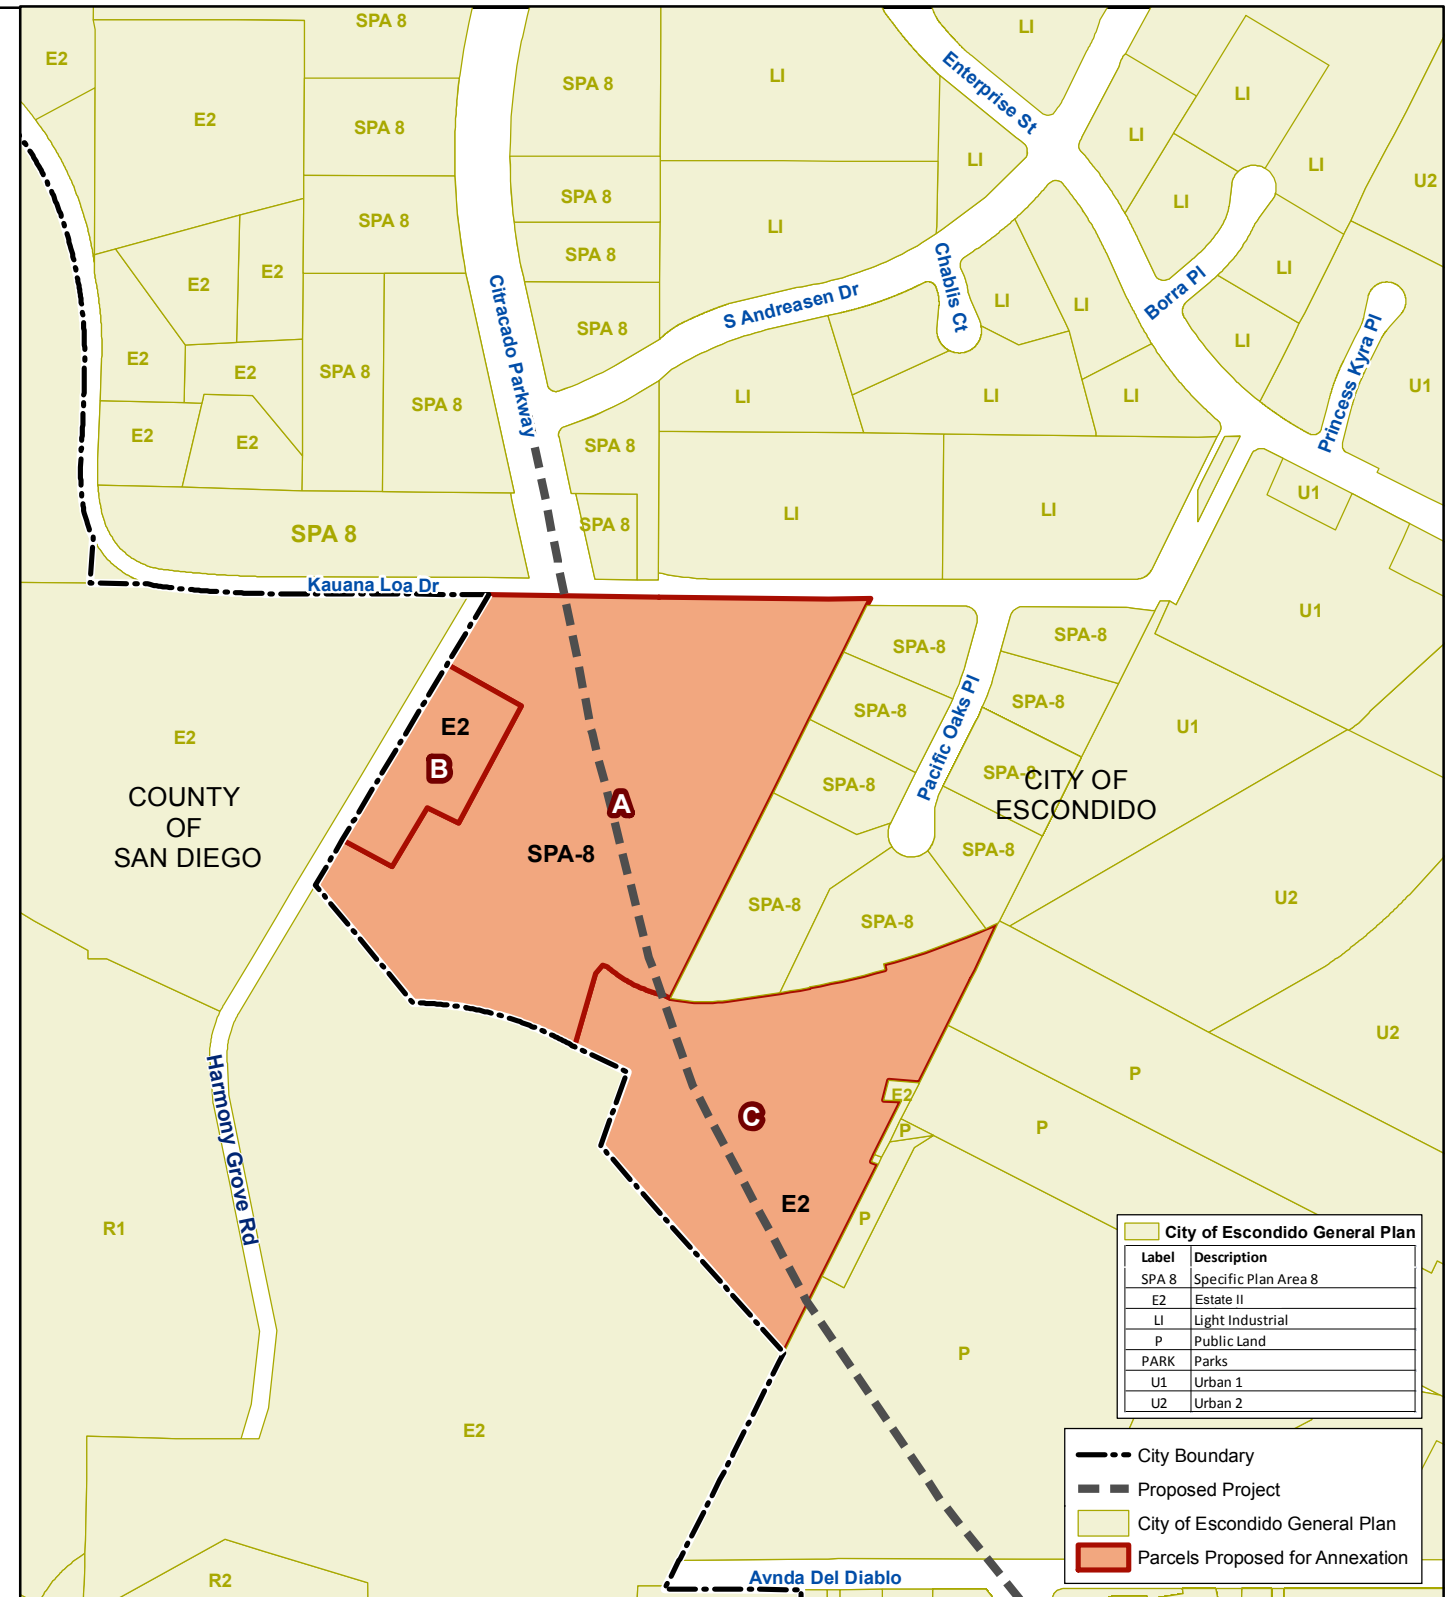 SPA 8
E2
SPA 8
LI
LI
Enterprise St
LI
E2
SPA 8
LI
LI
LI
U2
SPA 8
LI
SPA 8
LI
SPA 8
LI
E2
E2
Citracado Parkway
S Andreasen Dr
Chablis Ct
LI
LI
Borra Pl
LI
Princess Kyra Pl
SPA 8
LI
E2
E2
SPA 8
SPA 8
LI
LI
LI
U1
E2
E2
SPA 8
U1
LI
LI
SPA 8
SPA 8
Kauana Loa Dr
U1
SPA-8
SPA-8
SPA-8
SPA-8
Pacific Oaks Pl
U1
E2
B
E2
SPA-8
SPA-8
CITY OF
ESCONDIDO
COUNTY
OF
SAN DIEGO
A
SPA-8
SPA-8
SPA-8
SPA-8
U2
U2
Harmony Grove Rd
P
E2
C
P
P
E2
P
R1
P
E2
R2
Avnda Del Diablo
City of Escondido General Plan
Label Description
SPA 8 Specific Plan Area 8
E2 Estate II
LI Light Industrial
P Public Land
PARK Parks
U1 Urban 1
U2 Urban 2
City Boundary
Proposed Project
City of Escondido General Plan
Parcels Proposed for Annexation